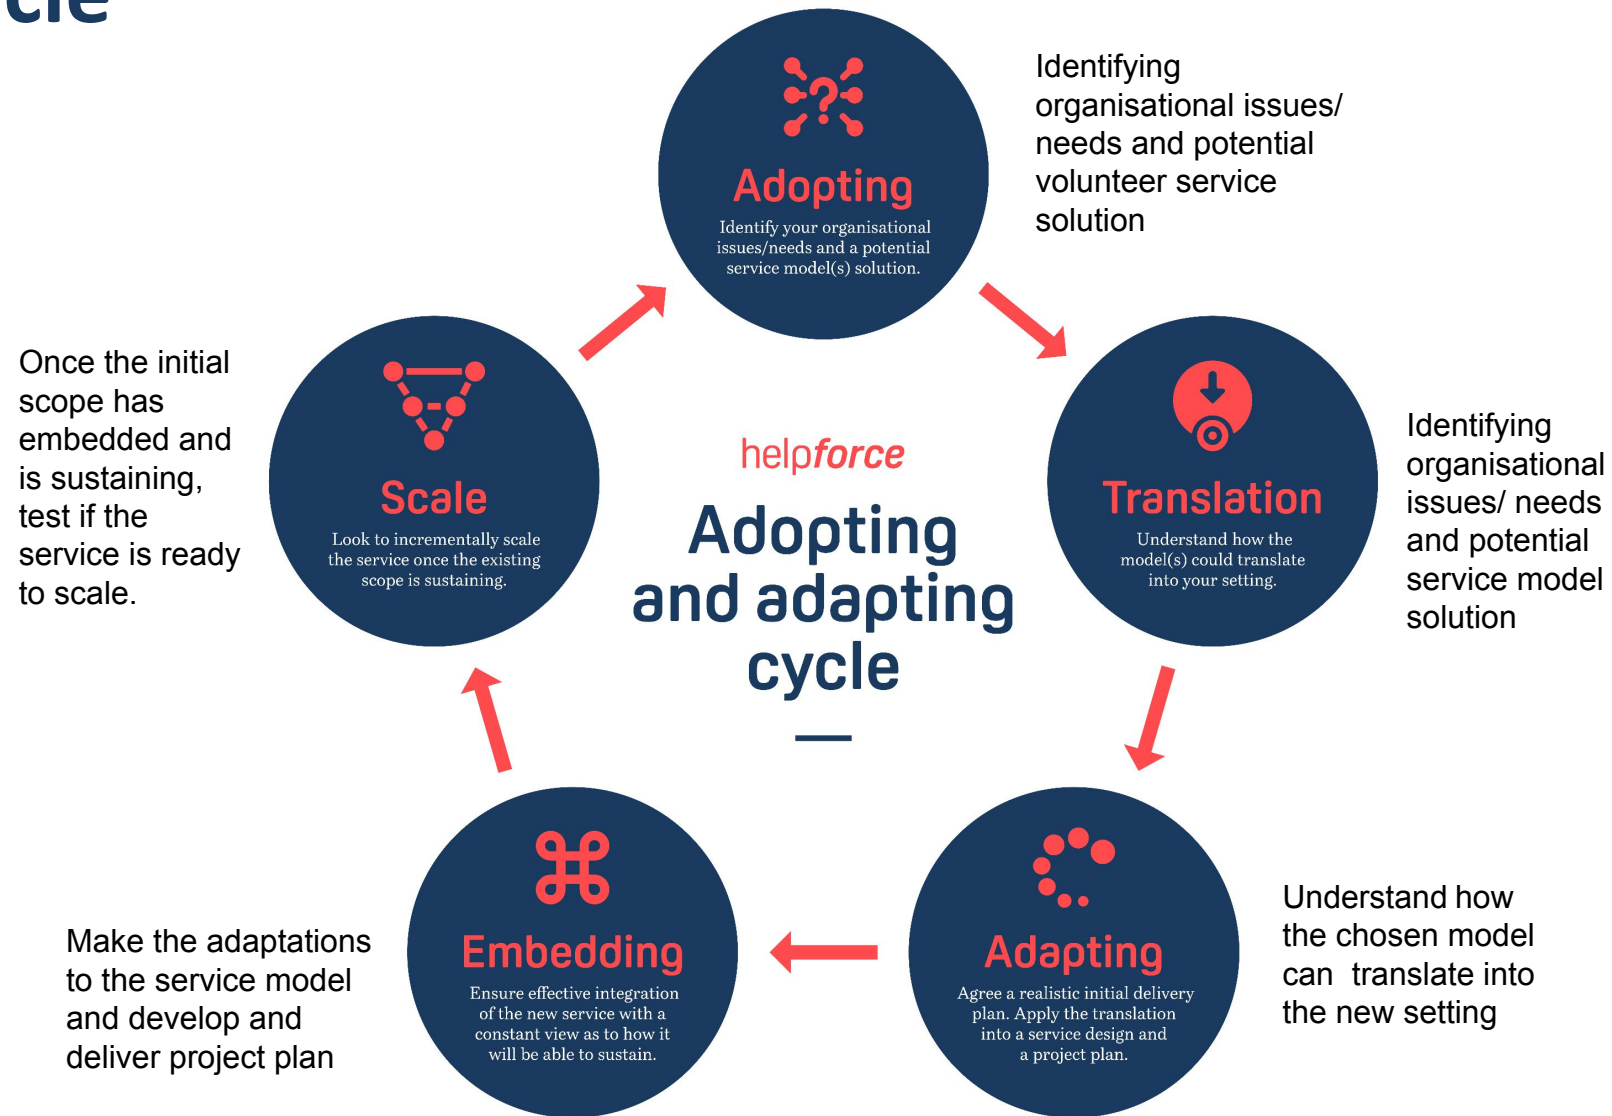 cle
Adopting
Identify your organisational
issues/needs and a potential
service model(s) solution.
Identifying
organisational issues/
needs and potential
volunteer service
solution
Translation
Understand how the
model(s) could translate
into your setting.
Identifying
organisational
issues/ needs
and potential
service model
solution
Adapting
Agree a realistic initial delivery
plan. Apply the translation
into a service design and
a project plan.
Understand how
the chosen model
can  translate into
the new setting
Embedding
Ensure effective integration
of the new service with a
constant view as to how it
will be able to sustain.
Make the adaptations
to the service model
and develop and
deliver project plan
Scale
Look to incrementally scale
the service once the existing
scope is sustaining.
Once the initial
scope has
embedded and
is sustaining,
test if the
service is ready
to scale.
helpforce
Adopting
and adapting
cycle